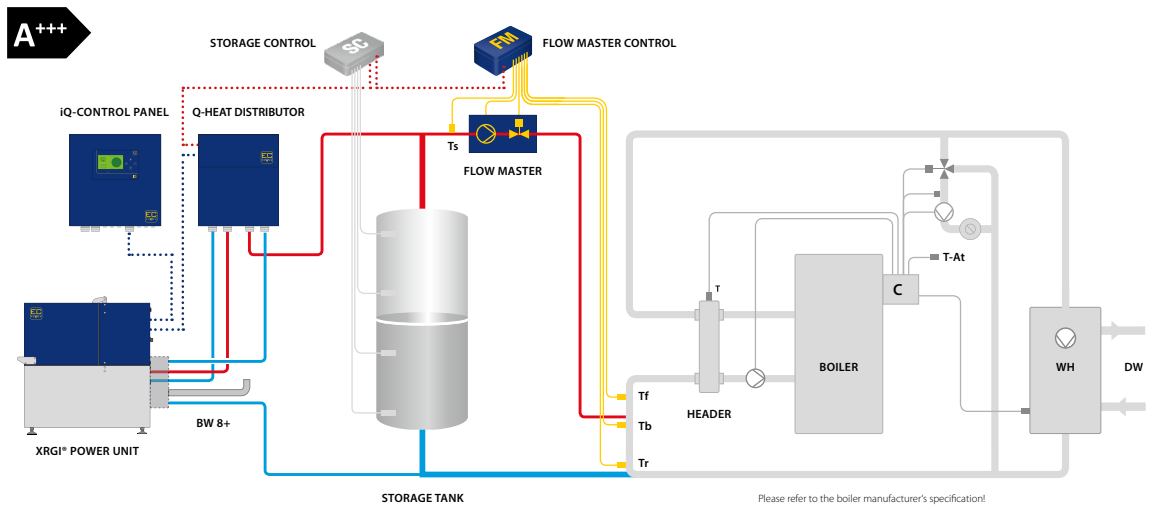 A+++
STORAGE CONTROL
SC
FM
FLOW MASTER CONTROL
iQ-CONTROL PANEL
Q-HEAT DISTRIBUTOR
EC
EC
Ts
FLOW MASTER
T-At
C
T
EC
BOILER
WH
DW
Tf
HEADER
Tb
BW 8+
XRGI® POWER UNIT
Tr
STORAGE TANK
Please refer to the boiler manufacturer's specification!